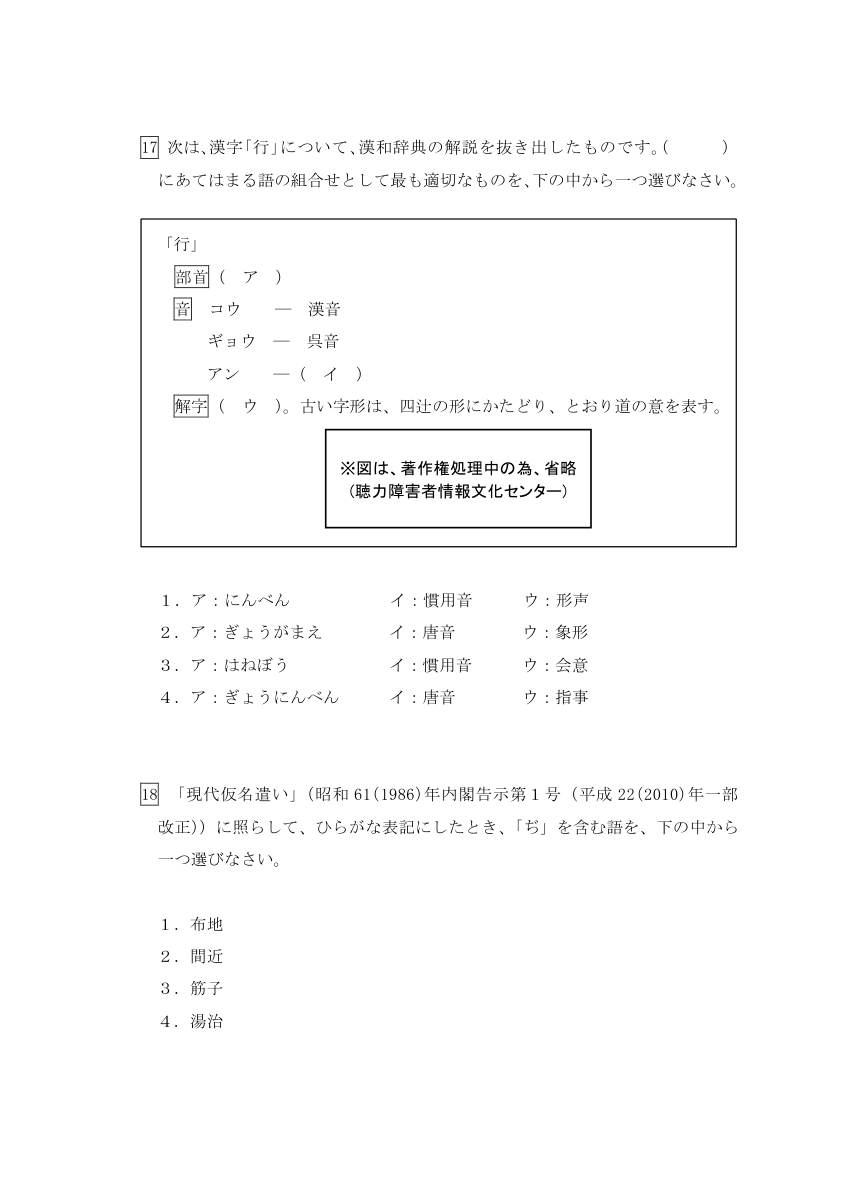 17 次は、漢字「行」について、漢和辞典の解説を抜き出したものです。（　　　）
にあてはまる語の組合せとして最も適切なものを、下の中から一つ選びなさい。
「行」
部首（　ア　）
音　コウ　　―　漢音
ギョウ　―　呉音
アン　　―（　イ　）
解字（　ウ　）。古い字形は、四辻の形にかたどり、とおり道の意を表す。
※図は、著作権処理中の為、省略
（聴力障害者情報文化センター）
１．ア：にんべん　　　　　　イ：慣用音　　　ウ：形声
２．ア：ぎょうがまえ　　　　イ：唐音　　　　ウ：象形
３．ア：はねぼう　　　　　　イ：慣用音　　　ウ：会意
４．ア：ぎょうにんべん　　　イ：唐音　　　　ウ：指事
18 「現代仮名遣い」（昭和 61(1986)年内閣告示第１号（平成 22(2010)年一部
改正））に照らして、ひらがな表記にしたとき、「ぢ」を含む語を、下の中から
一つ選びなさい。
１．布地
２．間近
３．筋子
４．湯治